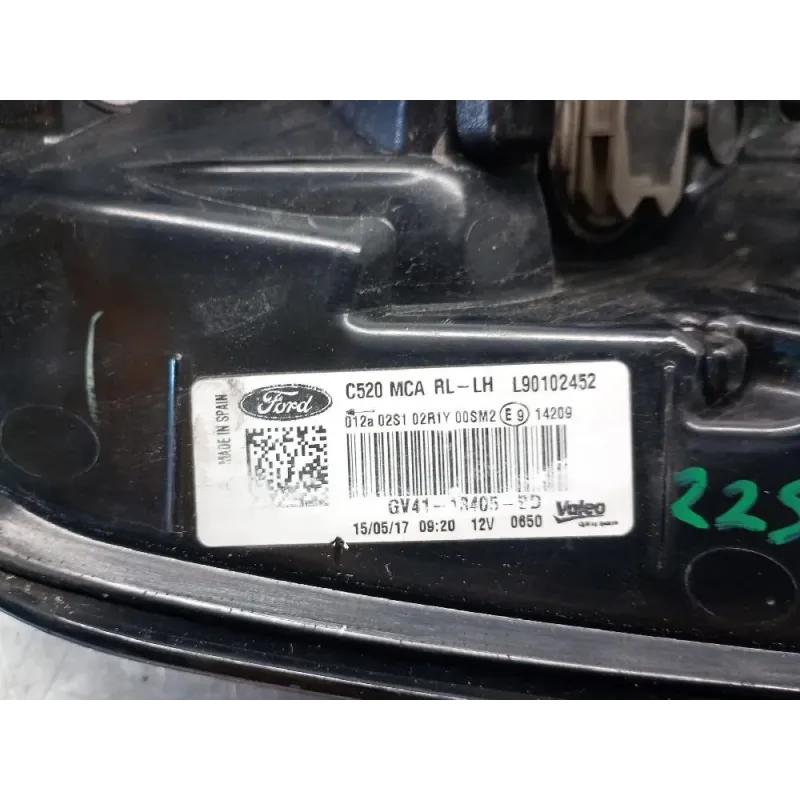 MADE IN SPAIN
Ford
C520 MCA RL-LH L90102452
012a 02S1 02R1Y 00SM2 E9 14209
15/05/17 09:20 12V 0650 Valeo
22S